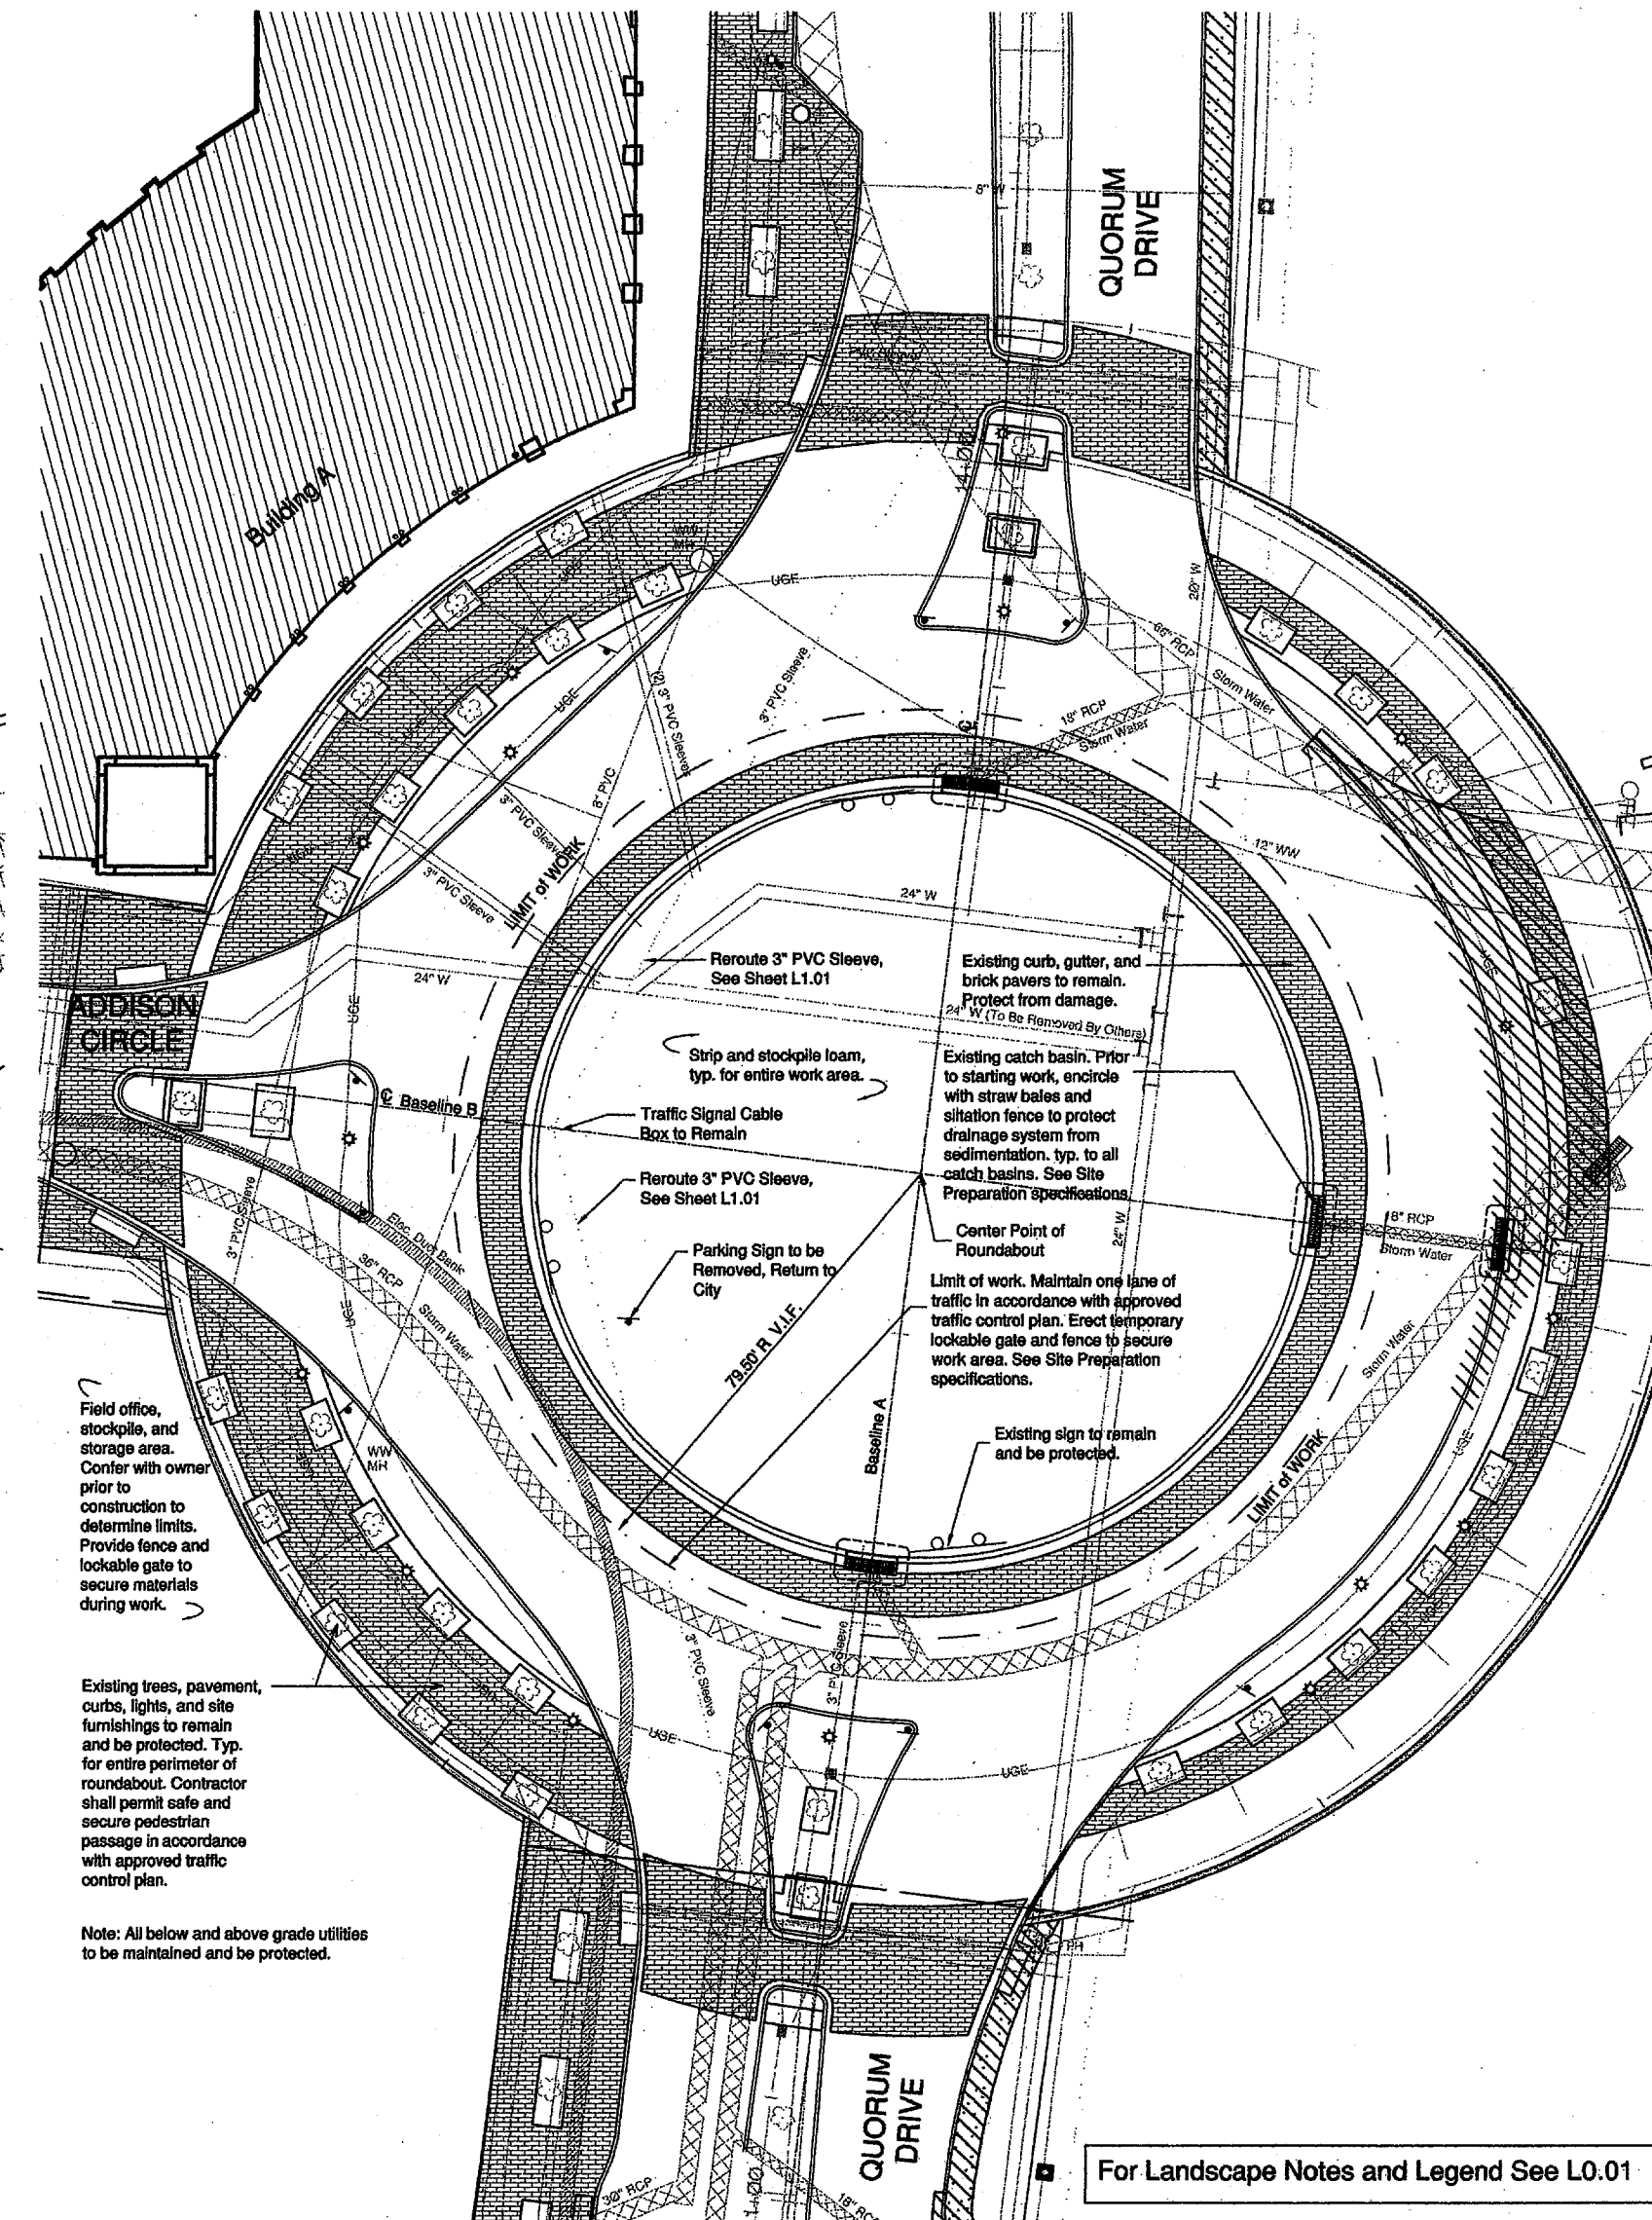 QUORUM
DRIVE
8" W
Building A
WW
MH
UGE
20" W
66" RCP
Storm Water
3" PVC Sleeve
(2) 3" PVC Sleeves
UGE
18" RCP
Storm Water
8" PVC
3" PVC Sleeve
LIMIT of WORK
3" PVC Sleeve
12" WW
24" W
24" W
UGE
UGE
ADDISON
CIRCLE
Reroute 3" PVC Sleeve,
See Sheet L1.01
Existing curb, gutter, and
brick pavers to remain.
Protect from damage.
24" W (To Be Removed By Others)
Strip and stockpile loam,
typ. for entire work area.
Existing catch basin. Prior
to starting work, encircle
with straw bales and
siltation fence to protect
drainage system from
sedimentation. typ. to all
catch basins. See Site
Preparation specifications
℄ Baseline B
Traffic Signal Cable
Box to Remain
Reroute 3" PVC Sleeve,
See Sheet L1.01
Center Point of
Roundabout
24" W
18" RCP
Storm Water
3" PVC Sleeve
Elec. Duct Bank
36" RCP
Storm Water
UGE
Parking Sign to be
Removed, Return to
City
Limit of work. Maintain one lane of
traffic in accordance with approved
traffic control plan. Erect temporary
lockable gate and fence to secure
work area. See Site Preparation
specifications.
79.50' R V.I.F.
Storm Water
Baseline A
Existing sign to remain
and be protected.
LIMIT of WORK
UGE
WW
MH
Field office,
stockpile, and
storage area.
Confer with owner
prior to
construction to
determine limits.
Provide fence and
lockable gate to
secure materials
during work.
3" PVC Sleeve
3" PVC Sleeve
UGE
UGE
Existing trees, pavement,
curbs, lights, and site
furnishings to remain
and be protected. Typ.
for entire perimeter of
roundabout. Contractor
shall permit safe and
secure pedestrian
passage in accordance
with approved traffic
control plan.
Note: All below and above grade utilities
to be maintained and be protected.
FH
QUORUM
DRIVE
30" RCP
18" RCP
For Landscape Notes and Legend See L0.01